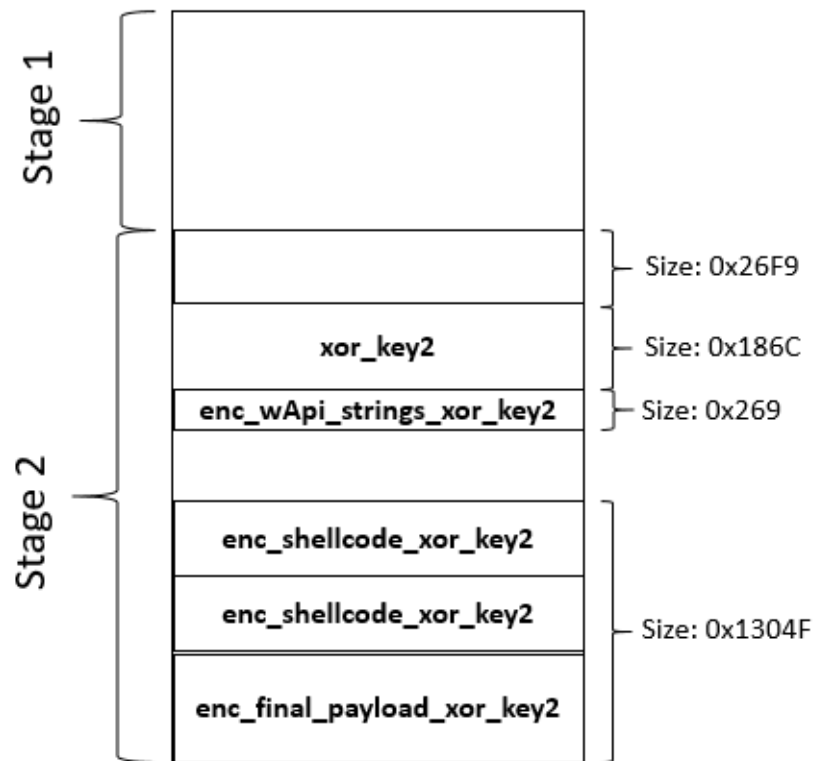 Stage 1
Size: 0x26F9
xor_key2
Size: 0x186C
enc_wApi_strings_xor_key2
Size: 0x269
Stage 2
enc_shellcode_xor_key2
enc_shellcode_xor_key2
Size: 0x1304F
enc_final_payload_xor_key2